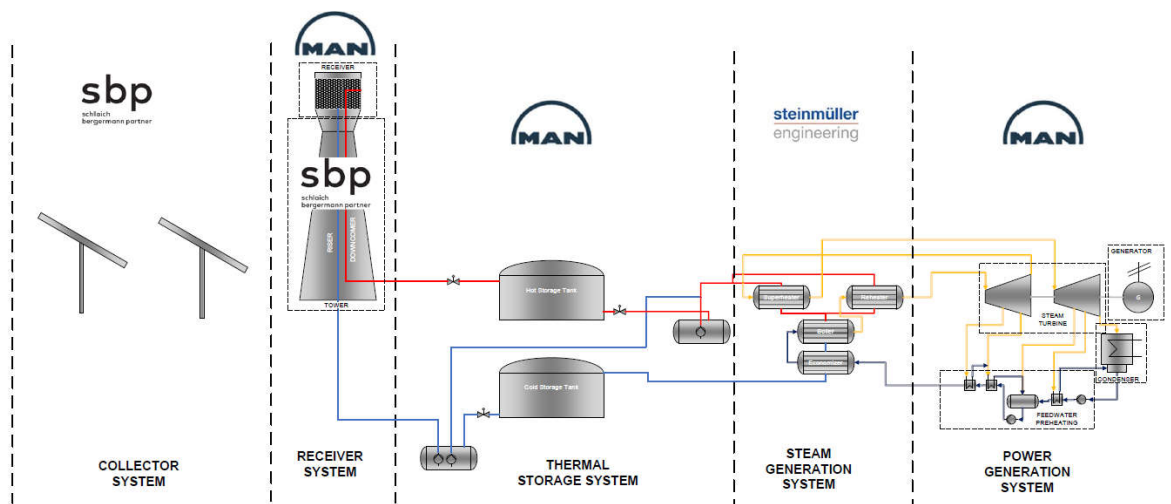 MAN
RECEIVER
sbp
schlaich
bergermann partner
MAN
steinmüller
engineering
MAN
sbp
schlaich
bergermann partner
RISER
DOWN COMER
TOWER
Hot Storage Tank
Cold Storage Tank
Superheater
Reheater
Boiler
Economizer
GENERATOR
G
STEAM
TURBINE
CONDENSER
FEEDWATER
PREHEATING
COLLECTOR
SYSTEM
RECEIVER
SYSTEM
THERMAL
STORAGE SYSTEM
STEAM
GENERATION
SYSTEM
POWER
GENERATION
SYSTEM